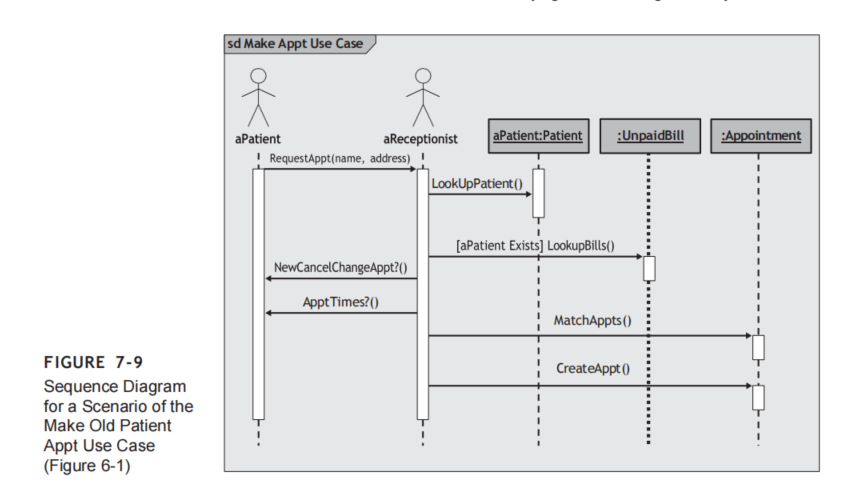 sd Make Appt Use Case
aPatient
aReceptionist
aPatient:Patient
:UnpaidBill
:Appointment
RequestAppt(name, address)
LookUpPatient()
[aPatient Exists] LookupBills()
NewCancelChangeAppt?()
ApptTimes?()
MatchAppts()
CreateAppt()
FIGURE 7-9
Sequence Diagram
for a Scenario of the
Make Old Patient
Appt Use Case
(Figure 6-1)